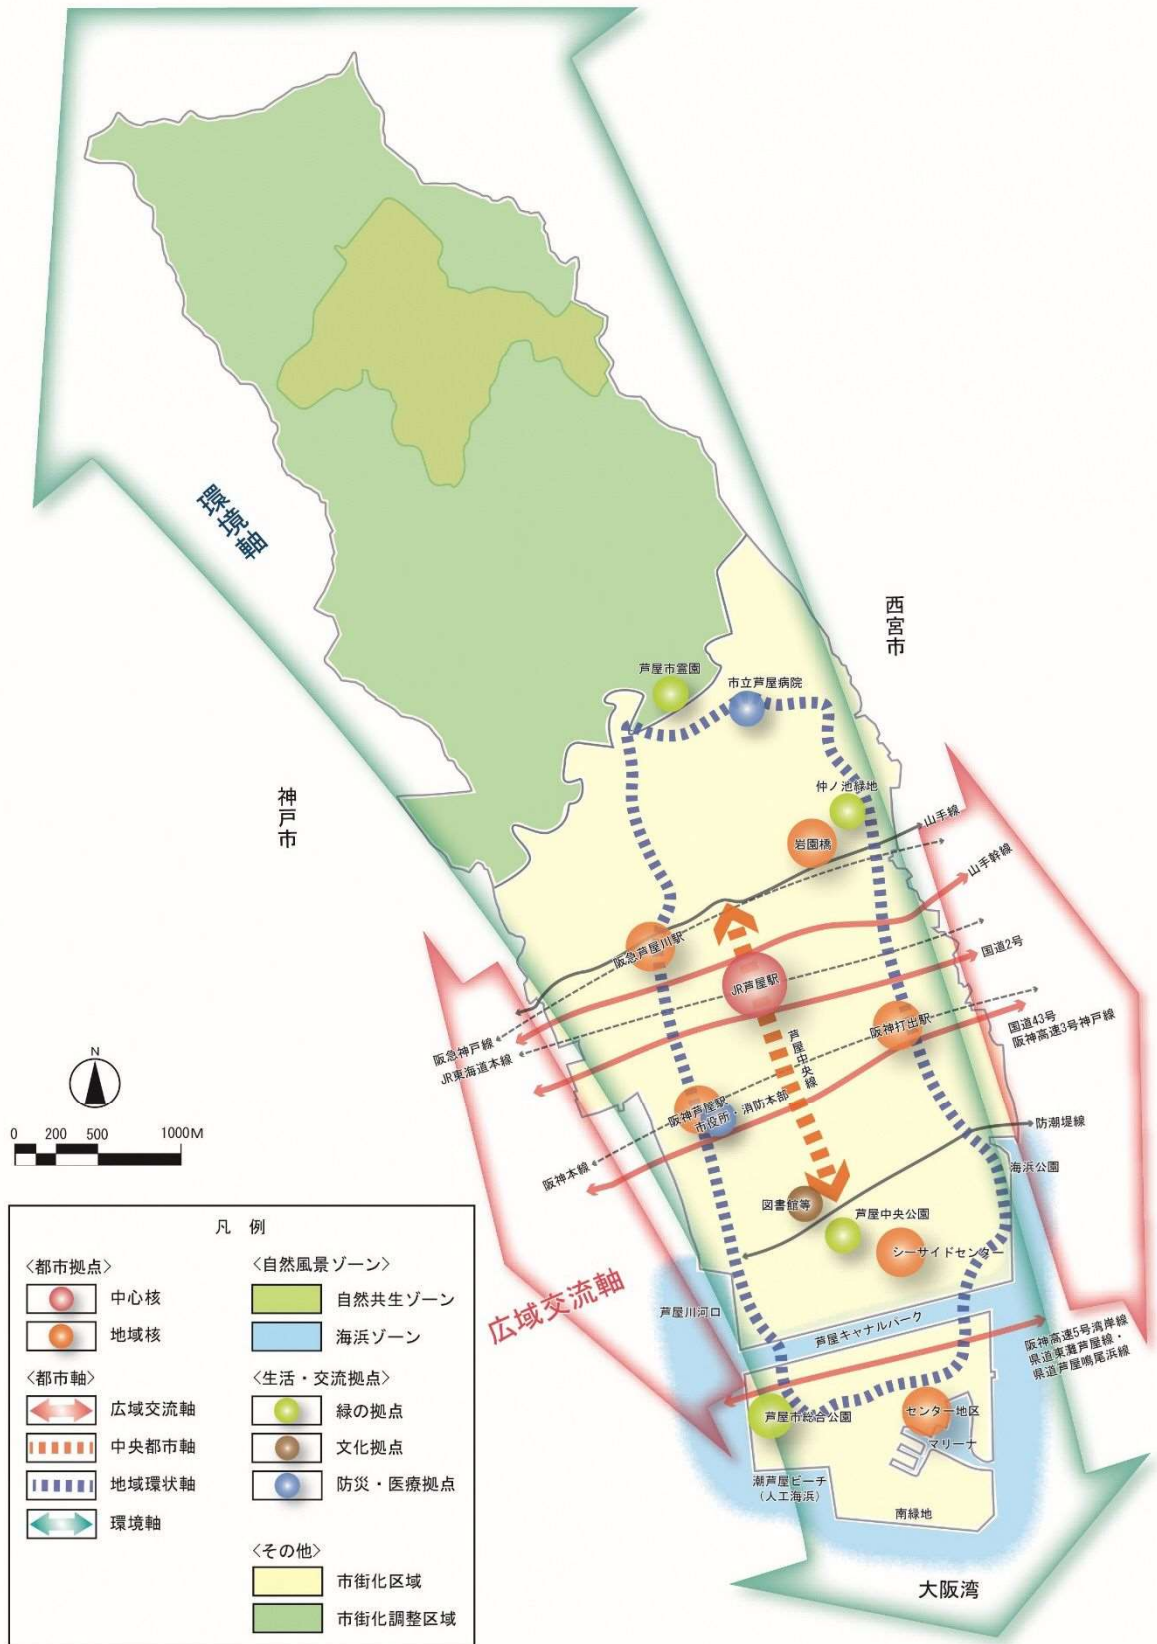 環境軸
西宮市
芦屋市霊園
市立芦屋病院
神戸市
仲ノ池緑地
岩園橋
山手線
山手幹線
阪急芦屋川駅
国道2号
JR芦屋駅
阪神打出駅
国道43号
阪神高速3号神戸線
阪急神戸線
JR東海道本線
芦屋中央線
N
阪神芦屋駅
市役所・消防本部
0 200 500 1000M
防潮堤線
阪神本線
海浜公園
図書館等
芦屋中央公園
シーサイドセンター
広域交流軸
芦屋川河口
芦屋キャナルパーク
阪神高速5号湾岸線・
県道東灘芦屋線・
県道芦屋鳴尾浜線
芦屋市総合公園
センター地区
マリーナ
潮芦屋ビーチ
(人工海浜)
南緑地
大阪湾
凡 例
<都市拠点>
中心核
地域核
<都市軸>
広域交流軸
中央都市軸
地域環状軸
環境軸
<自然風景ゾーン>
自然共生ゾーン
海浜ゾーン
<生活・交流拠点>
緑の拠点
文化拠点
防災・医療拠点
<その他>
市街化区域
市街化調整区域